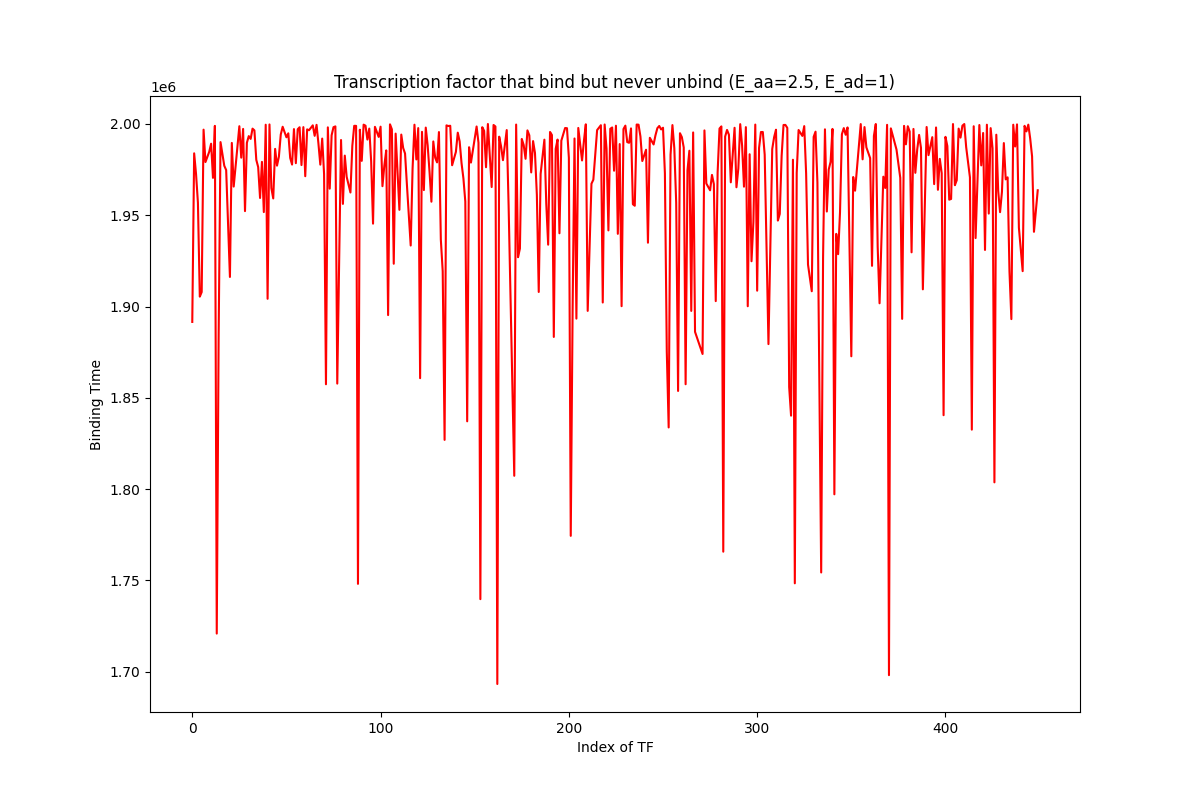 Transcription factor that bind but never unbind (E_aa=2.5, E_ad=1)
1e6
2.00
1.95
1.90
1.85
1.80
1.75
1.70
Binding Time
0 100 200 300 400
Index of TF